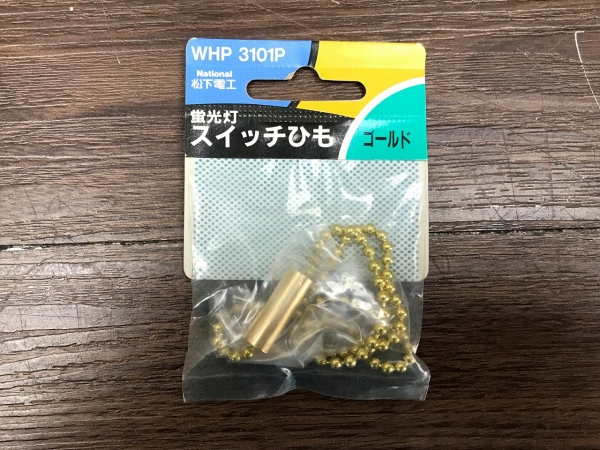 WHP 3101P
National
松下電工
蛍光灯
スイッチひも
ゴールド